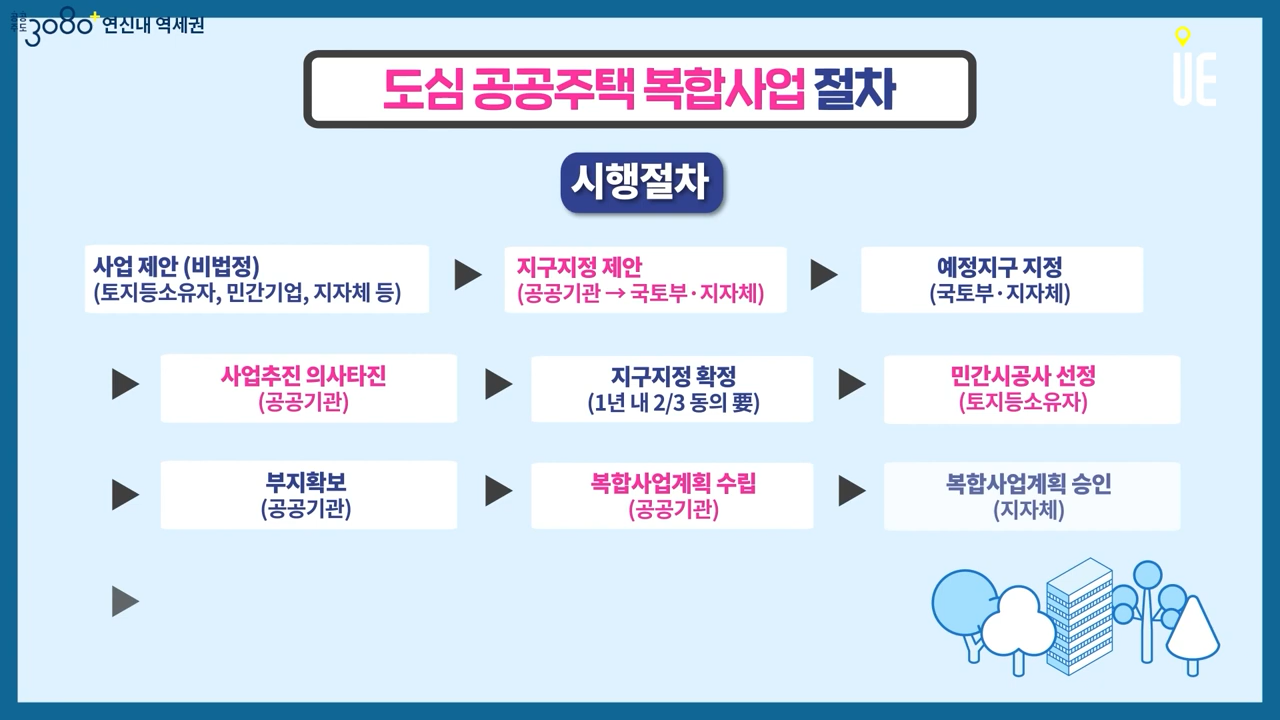 공공주도 3080+ 연신내 역세권
UE
도심 공공주택 복합사업 절차
시행절차
사업 제안 (비법정)
(토지등소유자, 민간기업, 지자체 등)
지구지정 제안
(공공기관 → 국토부·지자체)
예정지구 지정
(국토부·지자체)
사업추진 의사타진
(공공기관)
지구지정 확정
(1년 내 2/3 동의 要)
민간시공사 선정
(토지등소유자)
부지확보
(공공기관)
복합사업계획 수립
(공공기관)
복합사업계획 승인
(지자체)